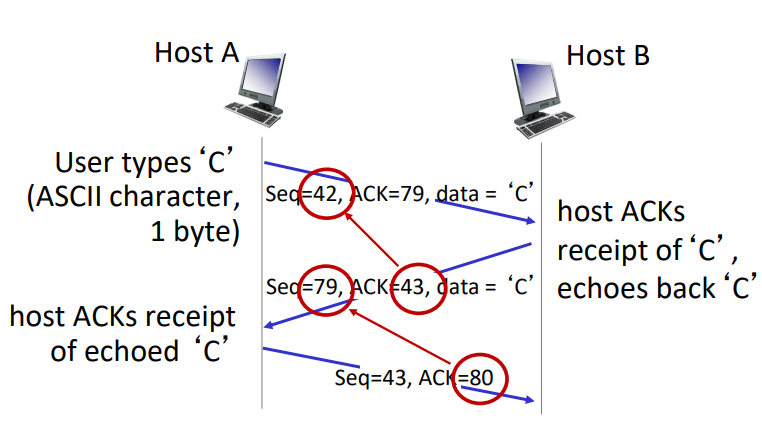 Host A
Host B
User types ‘C’
(ASCII character,
1 byte)
Seq=42, ACK=79, data = ‘C’
host ACKs
receipt of ‘C’ ,
echoes back ‘C’
Seq=79, ACK=43, data = ‘C’
host ACKs receipt
of echoed ‘C’
Seq=43, ACK=80